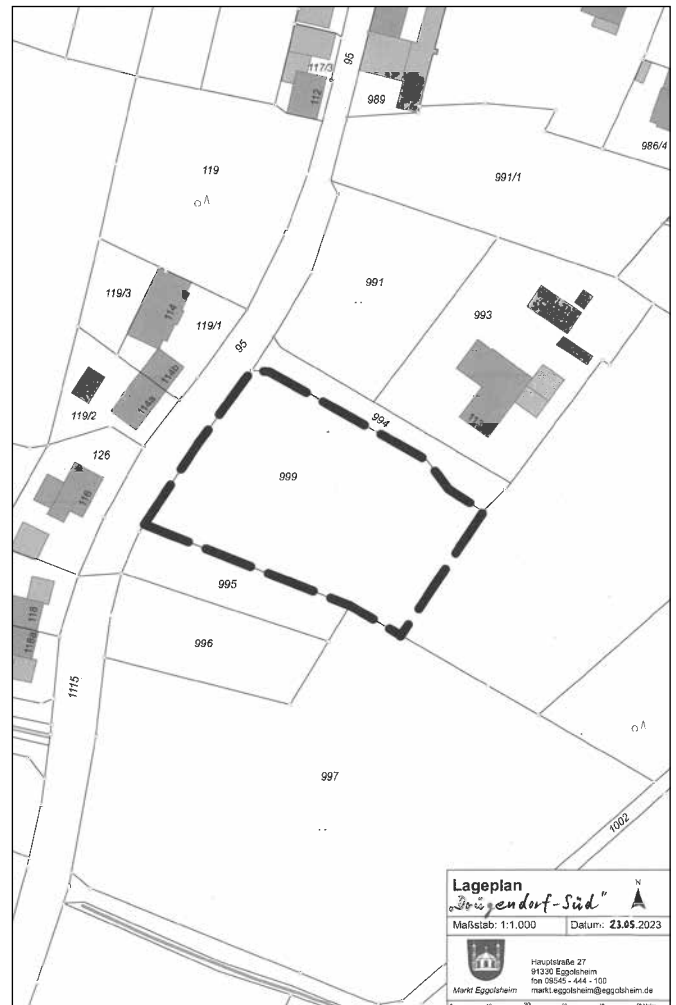 95
117/3
112
989
986/4
991/1
119
991
119/3
114
993
119/1
95
114b
114a
994
119/2
126
999
116
995
118
996
118a
1115
997
1002
Lageplan
N
"Drügendorf-Süd"
Maßstab: 1:1.000
Datum: 23.05.2023
Hauptstraße 27
91330 Eggolsheim
fon 09545 - 444 - 100
Markt Eggolsheim
markt.eggolsheim@eggolsheim.de